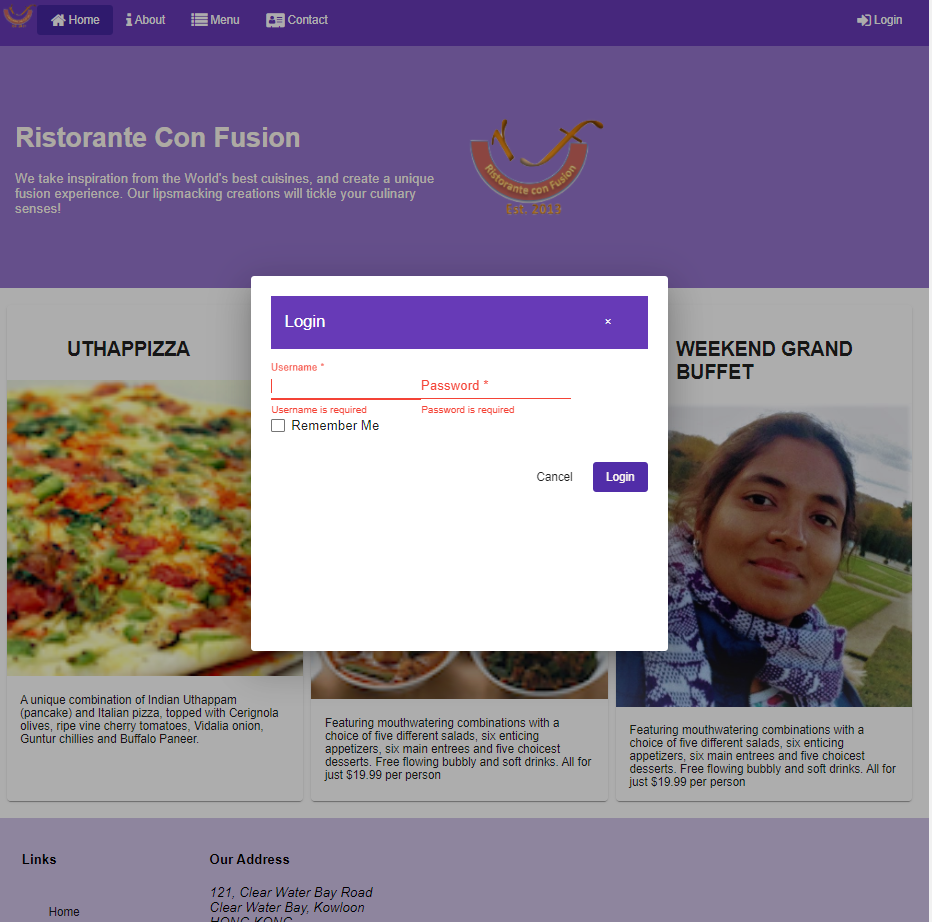 Home
About
Menu
Contact
Login
Ristorante Con Fusion
We take inspiration from the World's best cuisines, and create a unique
fusion experience. Our lipsmacking creations will tickle your culinary
senses!
Ristorante con Fusion
Est. 2015
Login
×
Username *
Password *
Username is required
Password is required
Remember Me
Cancel
Login
UTHAPPIZZA
A unique combination of Indian Uthappam
(pancake) and Italian pizza, topped with Cerignola
olives, ripe vine cherry tomatoes, Vidalia onion,
Guntur chillies and Buffalo Paneer.
Featuring mouthwatering combinations with a
choice of five different salads, six enticing
appetizers, six main entrees and five choicest
desserts. Free flowing bubbly and soft drinks. All for
just $19.99 per person
WEEKEND GRAND
BUFFET
Featuring mouthwatering combinations with a
choice of five different salads, six enticing
appetizers, six main entrees and five choicest
desserts. Free flowing bubbly and soft drinks. All for
just $19.99 per person
Links
Home
Our Address
121, Clear Water Bay Road
Clear Water Bay, Kowloon
HONG KONG